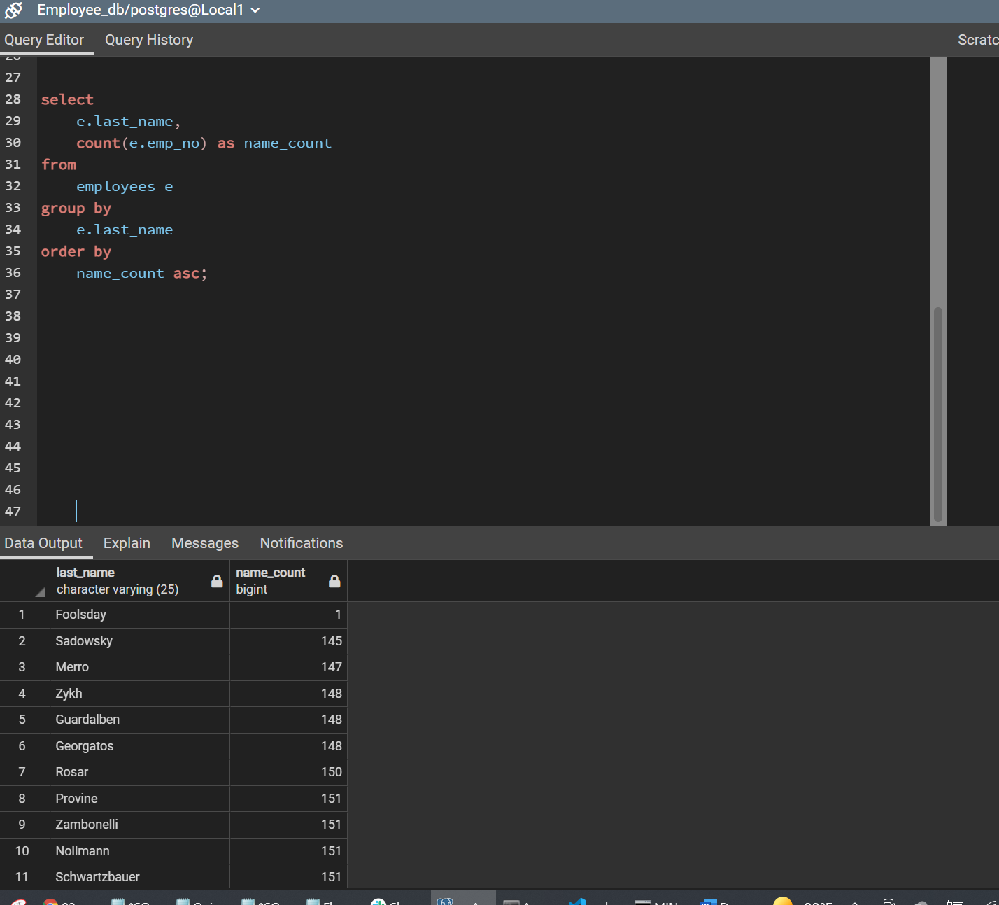 Employee_db/postgres@Local1
Query Editor Query History Scratc
27
28 select
29 e.last_name,
30 count(e.emp_no) as name_count
31 from
32 employees e
33 group by
34 e.last_name
35 order by
36 name_count asc;
37
38
39
40
41
42
43
44
45
46
47
Data Output Explain Messages Notifications
last_name name_count
character varying (25) bigint
1 Foolsday 1
2 Sadowsky 145
3 Merro 147
4 Zykh 148
5 Guardalben 148
6 Georgatos 148
7 Rosar 150
8 Provine 151
9 Zambonelli 151
10 Nollmann 151
11 Schwartzbauer 151